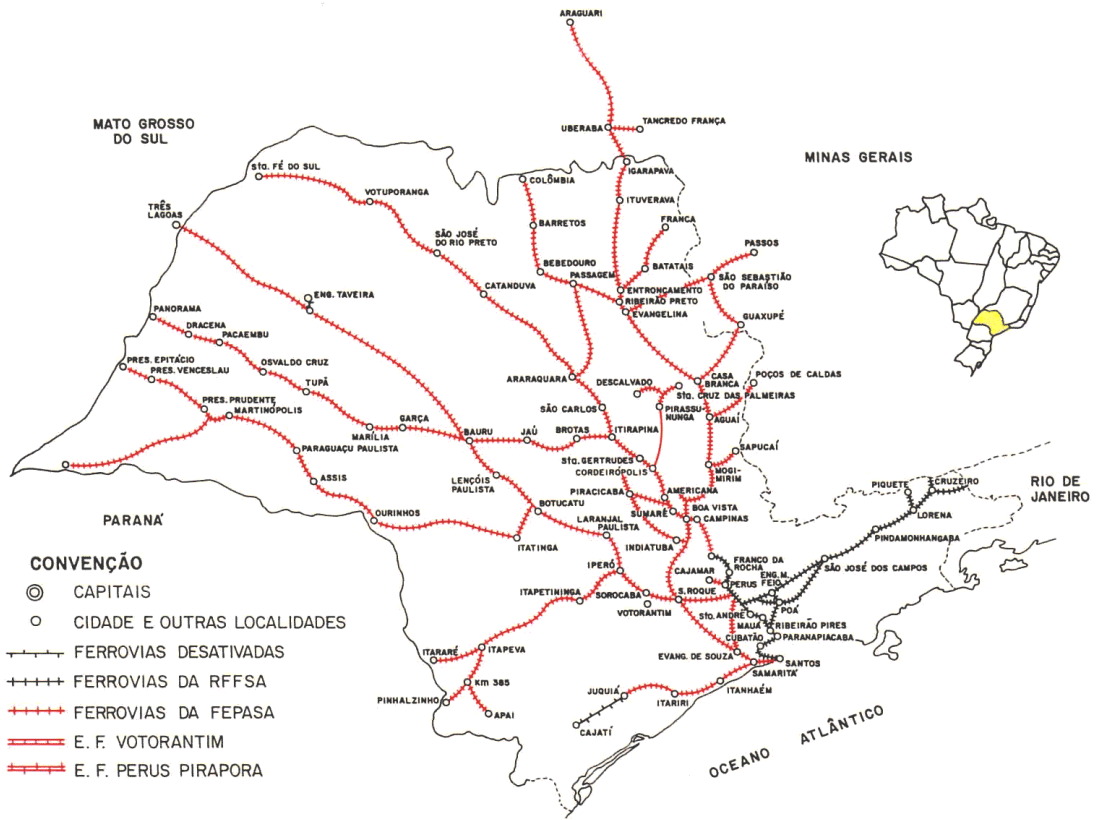 ARAGUARI
MATO GROSSO
DO SUL
UBERABA
TANCREDO FRANÇA
MINAS GERAIS
IGARAPAVA
Sta. FÉ DO SUL
COLÔMBIA
VOTUPORANGA
ITUVERAVA
TRÊS
LAGOAS
FRANCA
BARRETOS
SÃO JOSÉ
DO RIO PRETO
PASSOS
BEBEDOURO
BATATAIS
PASSAGEM
SÃO SEBASTIÃO
DO PARAÍSO
CATANDUVA
ENTRONÇAMENTO
RIBEIRÃO PRETO
EVANGELINA
ENG. TAVEIRA
PANORAMA
GUAXUPÉ
DRACENA
PACAEMBU
PRES. EPITÁCIO
PRES. VENCESLAU
OSVALDO CRUZ
ARARAQUARA
DESCALVADO
CASA
BRANCA
POÇOS DE CALDAS
Sta. CRUZ DAS PALMEIRAS
TUPÃ
PRES. PRUDENTE
MARTINÓPOLIS
SÃO CARLOS
PIRASSU-
NUNGA
AGUAÍ
GARÇA
MARÍLIA
BAURU
JAÚ
BROTAS
ITIRAPINA
PARAGUAÇU PAULISTA
SAPUCAÍ
Sta. GERTRUDES
CORDEIRÓPOLIS
MOGI-
MIRIM
ASSIS
LENÇÓIS
PAULISTA
PIRACICABA
AMERICANA
PIQUETE
CRUZEIRO
RIO DE
JANEIRO
BOTUCATU
SUMARÉ
BOA VISTA
CAMPINAS
LORENA
PARANÁ
OURINHOS
LARANJAL
PAULISTA
PINDAMONHANGABA
ITATINGA
INDIATUBA
CONVENÇÃO
CAPITAIS
CIDADE E OUTRAS LOCALIDADES
FERROVIAS DESATIVADAS
FERROVIAS DA RFFSA
FERROVIAS DA FEPASA
E. F. VOTORANTIM
E. F. PERUS PIRAPORA
FRANCO DA
ROCHA
IPERÓ
CAJAMAR
PERUS
ENG. M.
FEIO
SÃO JOSÉ DOS CAMPOS
ITAPETININGA
SOROCABA
VOTORANTIM
S. ROQUE
POÁ
Sto. ANDRÉ
MAUÁ
RIBEIRÃO PIRES
CUBATÃO
PARANAPIACABA
ITARARÉ
ITAPEVA
EVANG. DE SOUZA
SANTOS
SAMARITÁ
Km 385
ITANHAÉM
JUQUIÁ
ITARIRI
PINHALZINHO
APAI
CAJATÍ
OCEANO ATLÂNTICO